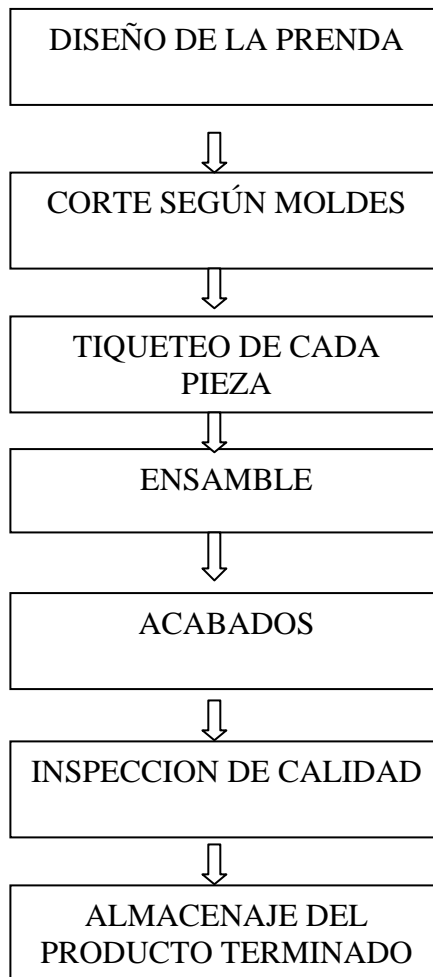 DISEÑO DE LA PRENDA
CORTE SEGÚN MOLDES
TIQUETEO DE CADA
PIEZA
ENSAMBLE
ACABADOS
INSPECCION DE CALIDAD
ALMACENAJE DEL
PRODUCTO TERMINADO